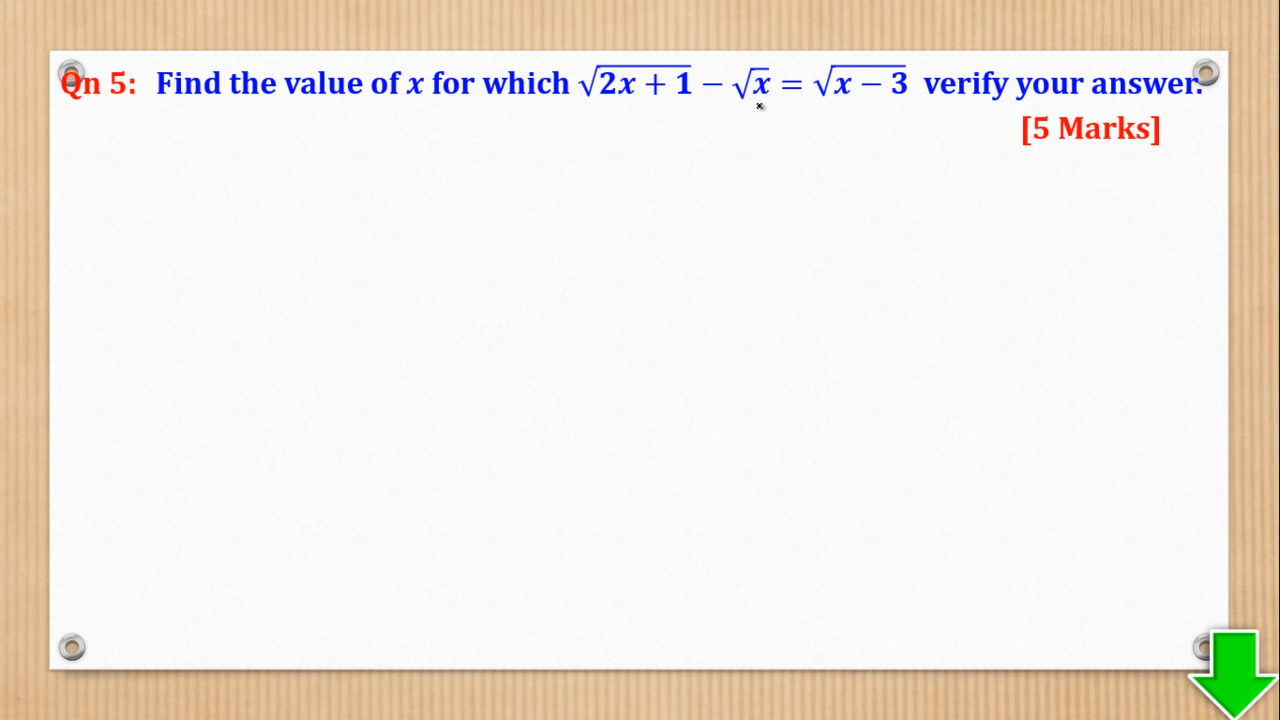 Qn 5: Find the value of x for which √(2x + 1) − √x = √(x − 3) verify your answer.
[5 Marks]